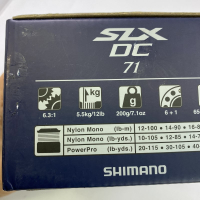 SLX
DC
71
kg
6.3:1
5.5kg/12lb
200g/7.1oz
6 + 1
65
Nylon Mono (lb-m) 12-100 • 14-90 • 16-8
Nylon Mono (lb-yds.) 10-105 • 12-85 • 14-7
PowerPro (lb-yds.) 20-115 • 30-105 • 40-
SHIMANO